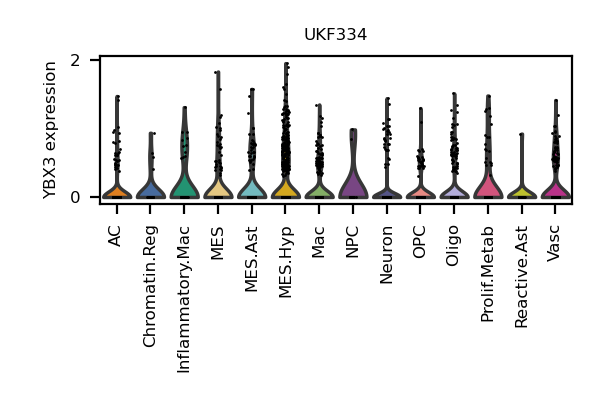 UKF334
YBX3 expression
2
0
AC
Chromatin.Reg
Inflammatory.Mac
MES
MES.Ast
MES.Hyp
Mac
NPC
Neuron
OPC
Oligo
Prolif.Metab
Reactive.Ast
Vasc